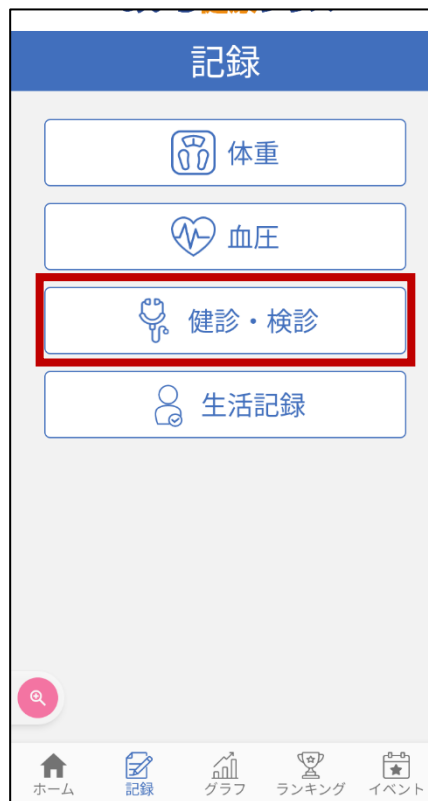 記録
体重
血圧
健診・検診
生活記録
ホーム 記録 グラフ ランキング イベント